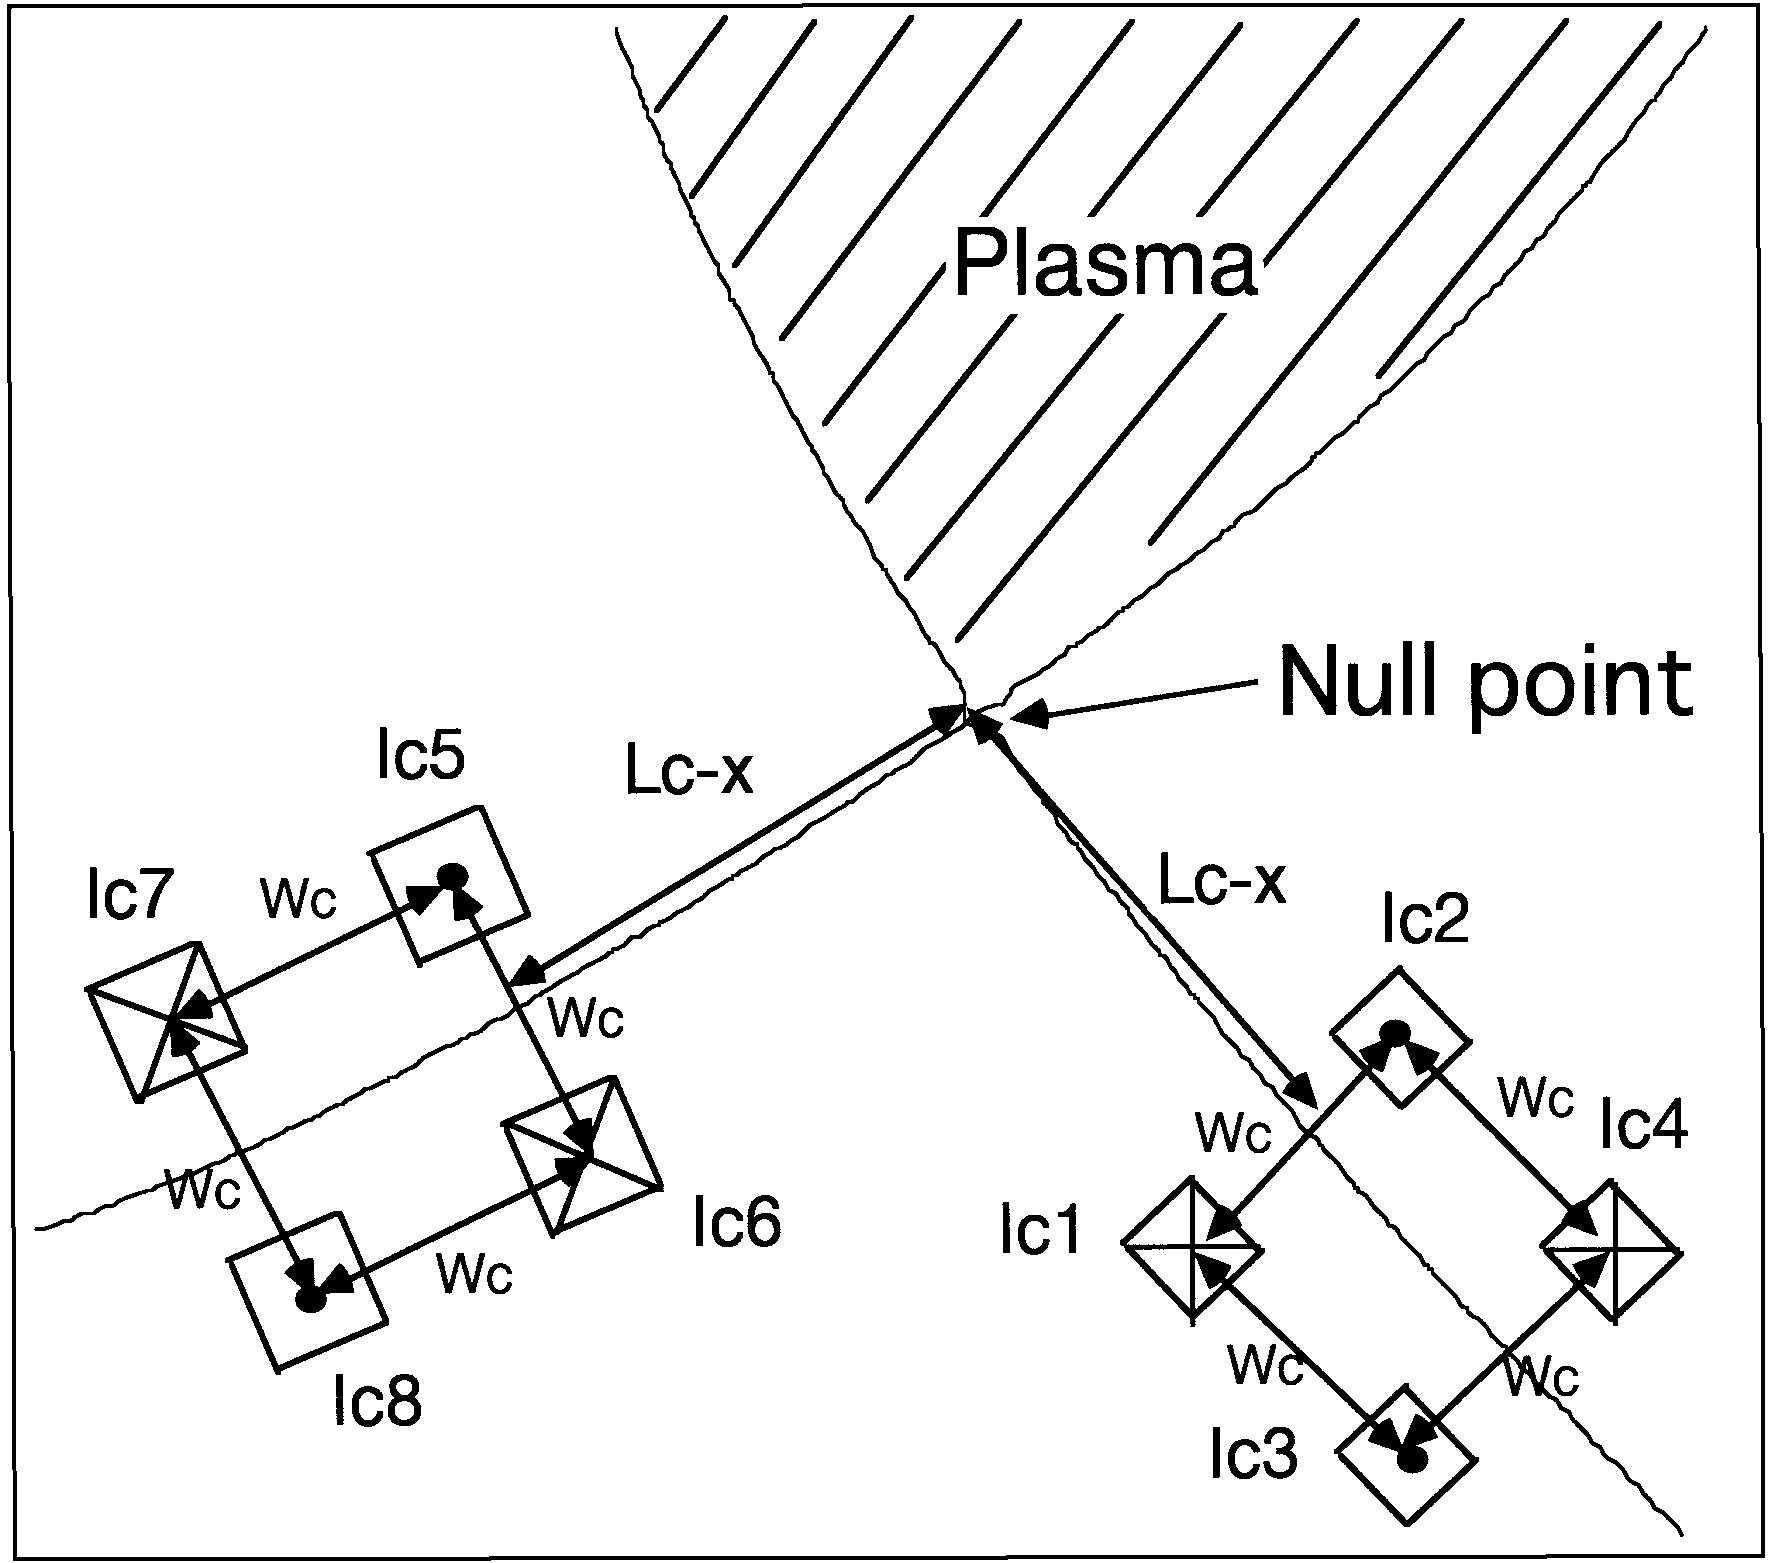 Plasma
Null point
Ic5
Lc-x
Ic7
Wc
Lc-x
Ic2
Wc
Wc
Ic4
Wc
Wc
Ic6
Ic1
Wc
Wc
Wc
Ic8
Ic3